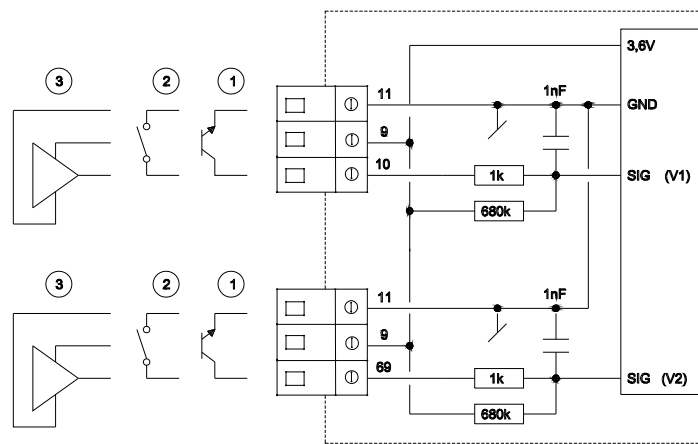 3,6V
3 2 1
11 1nF GND
9
10 1k SIG (V1)
680k
3 2 1
11 1nF
9
69 1k SIG (V2)
680k